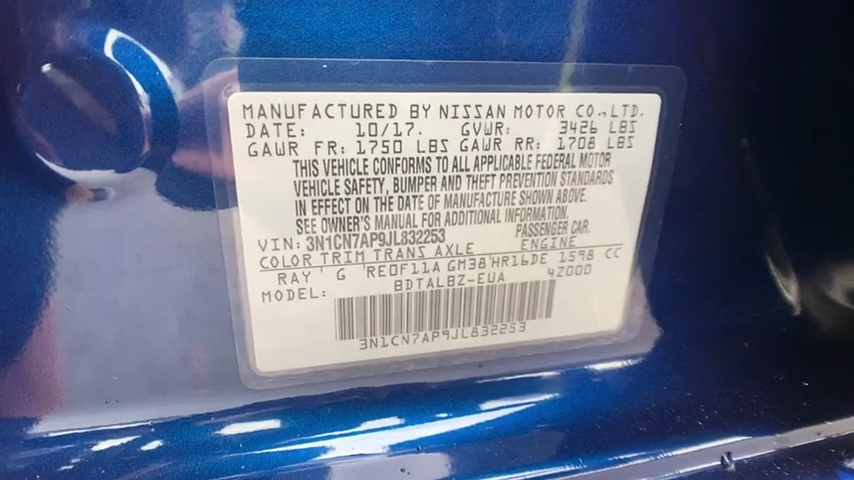 MANUFACTURED BY NISSAN MOTOR CO., LTD.
DATE: 10/17. GVWR: 3426 LBS
GAWR FR: 1750 LBS GAWR RR: 1708 LBS
THIS VEHICLE CONFORMS TO ALL APPLICABLE FEDERAL MOTOR
VEHICLE SAFETY, BUMPER AND THEFT PREVENTION STANDARDS
IN EFFECT ON THE DATE OF MANUFACTURE SHOWN ABOVE.
SEE OWNER'S MANUAL FOR ADDITIONAL INFORMATION.
VIN: 3N1CN7AP9JL832253 PASSENGER CAR.
COLOR TRIM TRANS AXLE ENGINE
RAY ' G 'RE0F11A GM38'HR16DE 1598 CC
MODEL: BDTALBZ-EUA 4Z000
3N1CN7AP9JL832253